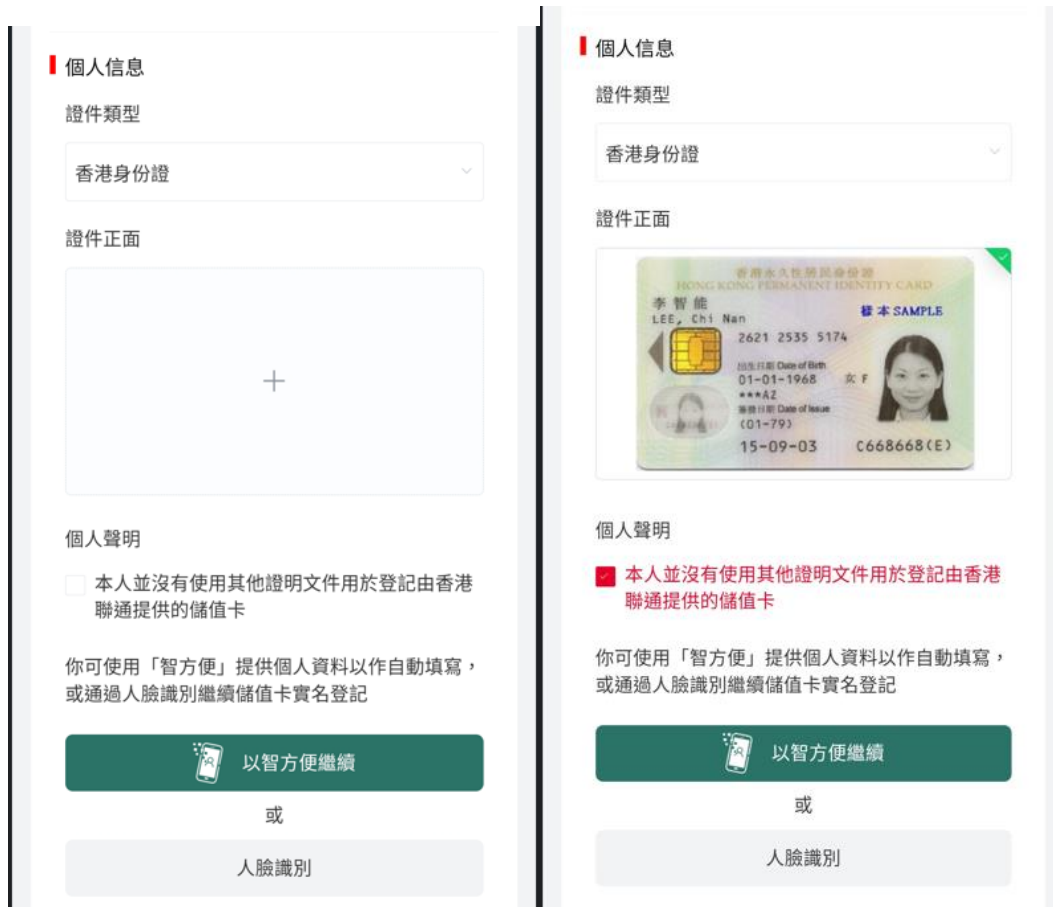 個人信息
證件類型
香港身份證
證件正面
個人聲明
本人並沒有使用其他證明文件用於登記由香港
聯通提供的儲值卡
你可使用「智方便」提供個人資料以作自動填寫，
或通過人臉識別繼續儲值卡實名登記
以智方便繼續
或
人臉識別
個人信息
證件類型
香港身份證
證件正面
香港永久性居民身份證
HONG KONG PERMANENT IDENTITY CARD
李智能
LEE, Chi Nan
樣本 SAMPLE
2621 2535 5174
出生日期 Date of Birth
01-01-1968 女 F
***AZ
簽發日期 Date of Issue
(01-79)
15-09-03 C668668(E)
個人聲明
本人並沒有使用其他證明文件用於登記由香港
聯通提供的儲值卡
你可使用「智方便」提供個人資料以作自動填寫，
或通過人臉識別繼續儲值卡實名登記
以智方便繼續
或
人臉識別